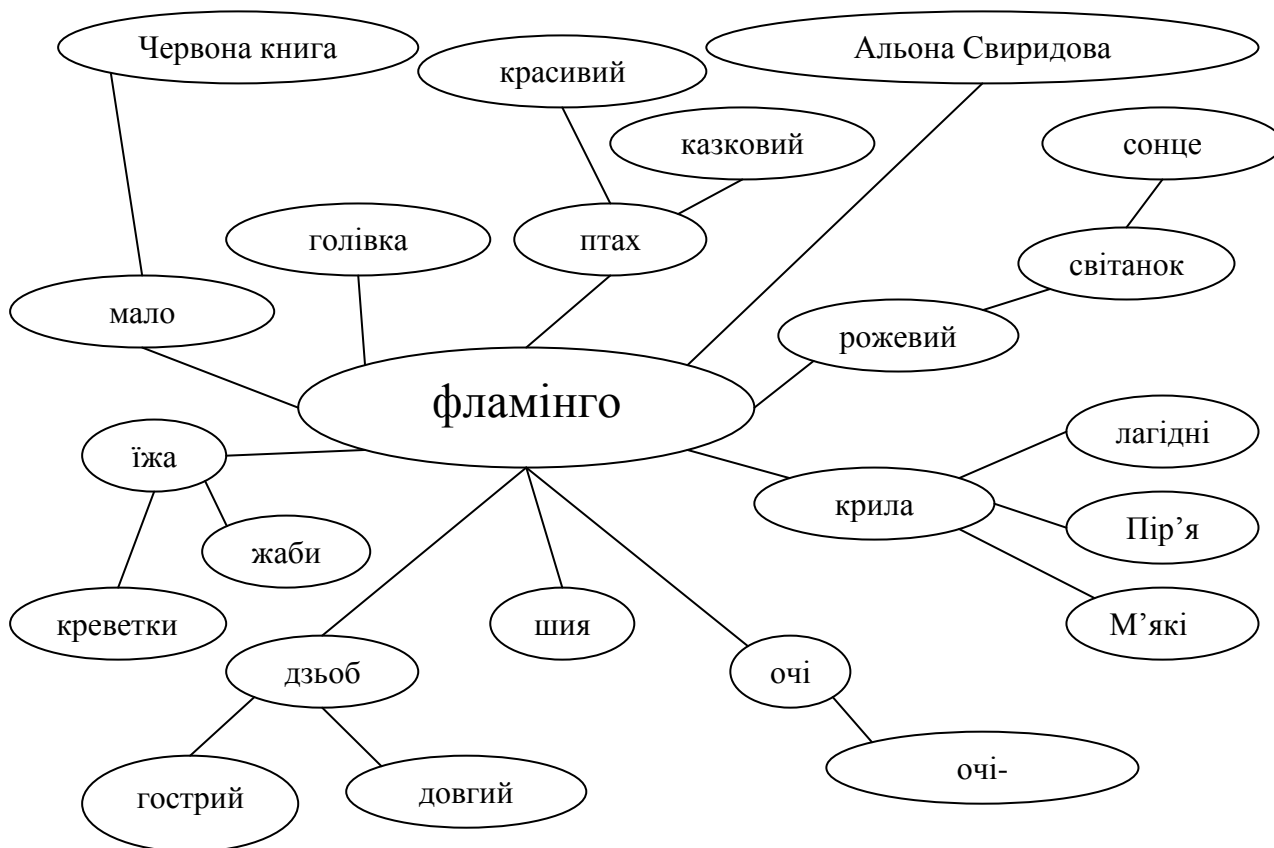 Червона книга
Альона Свиридова
красивий
казковий
сонце
голівка
птах
світанок
мало
рожевий
фламінго
лагідні
їжа
крила
Пір’я
жаби
креветки
шия
М’які
дзьоб
очі
очі-
гострий
довгий